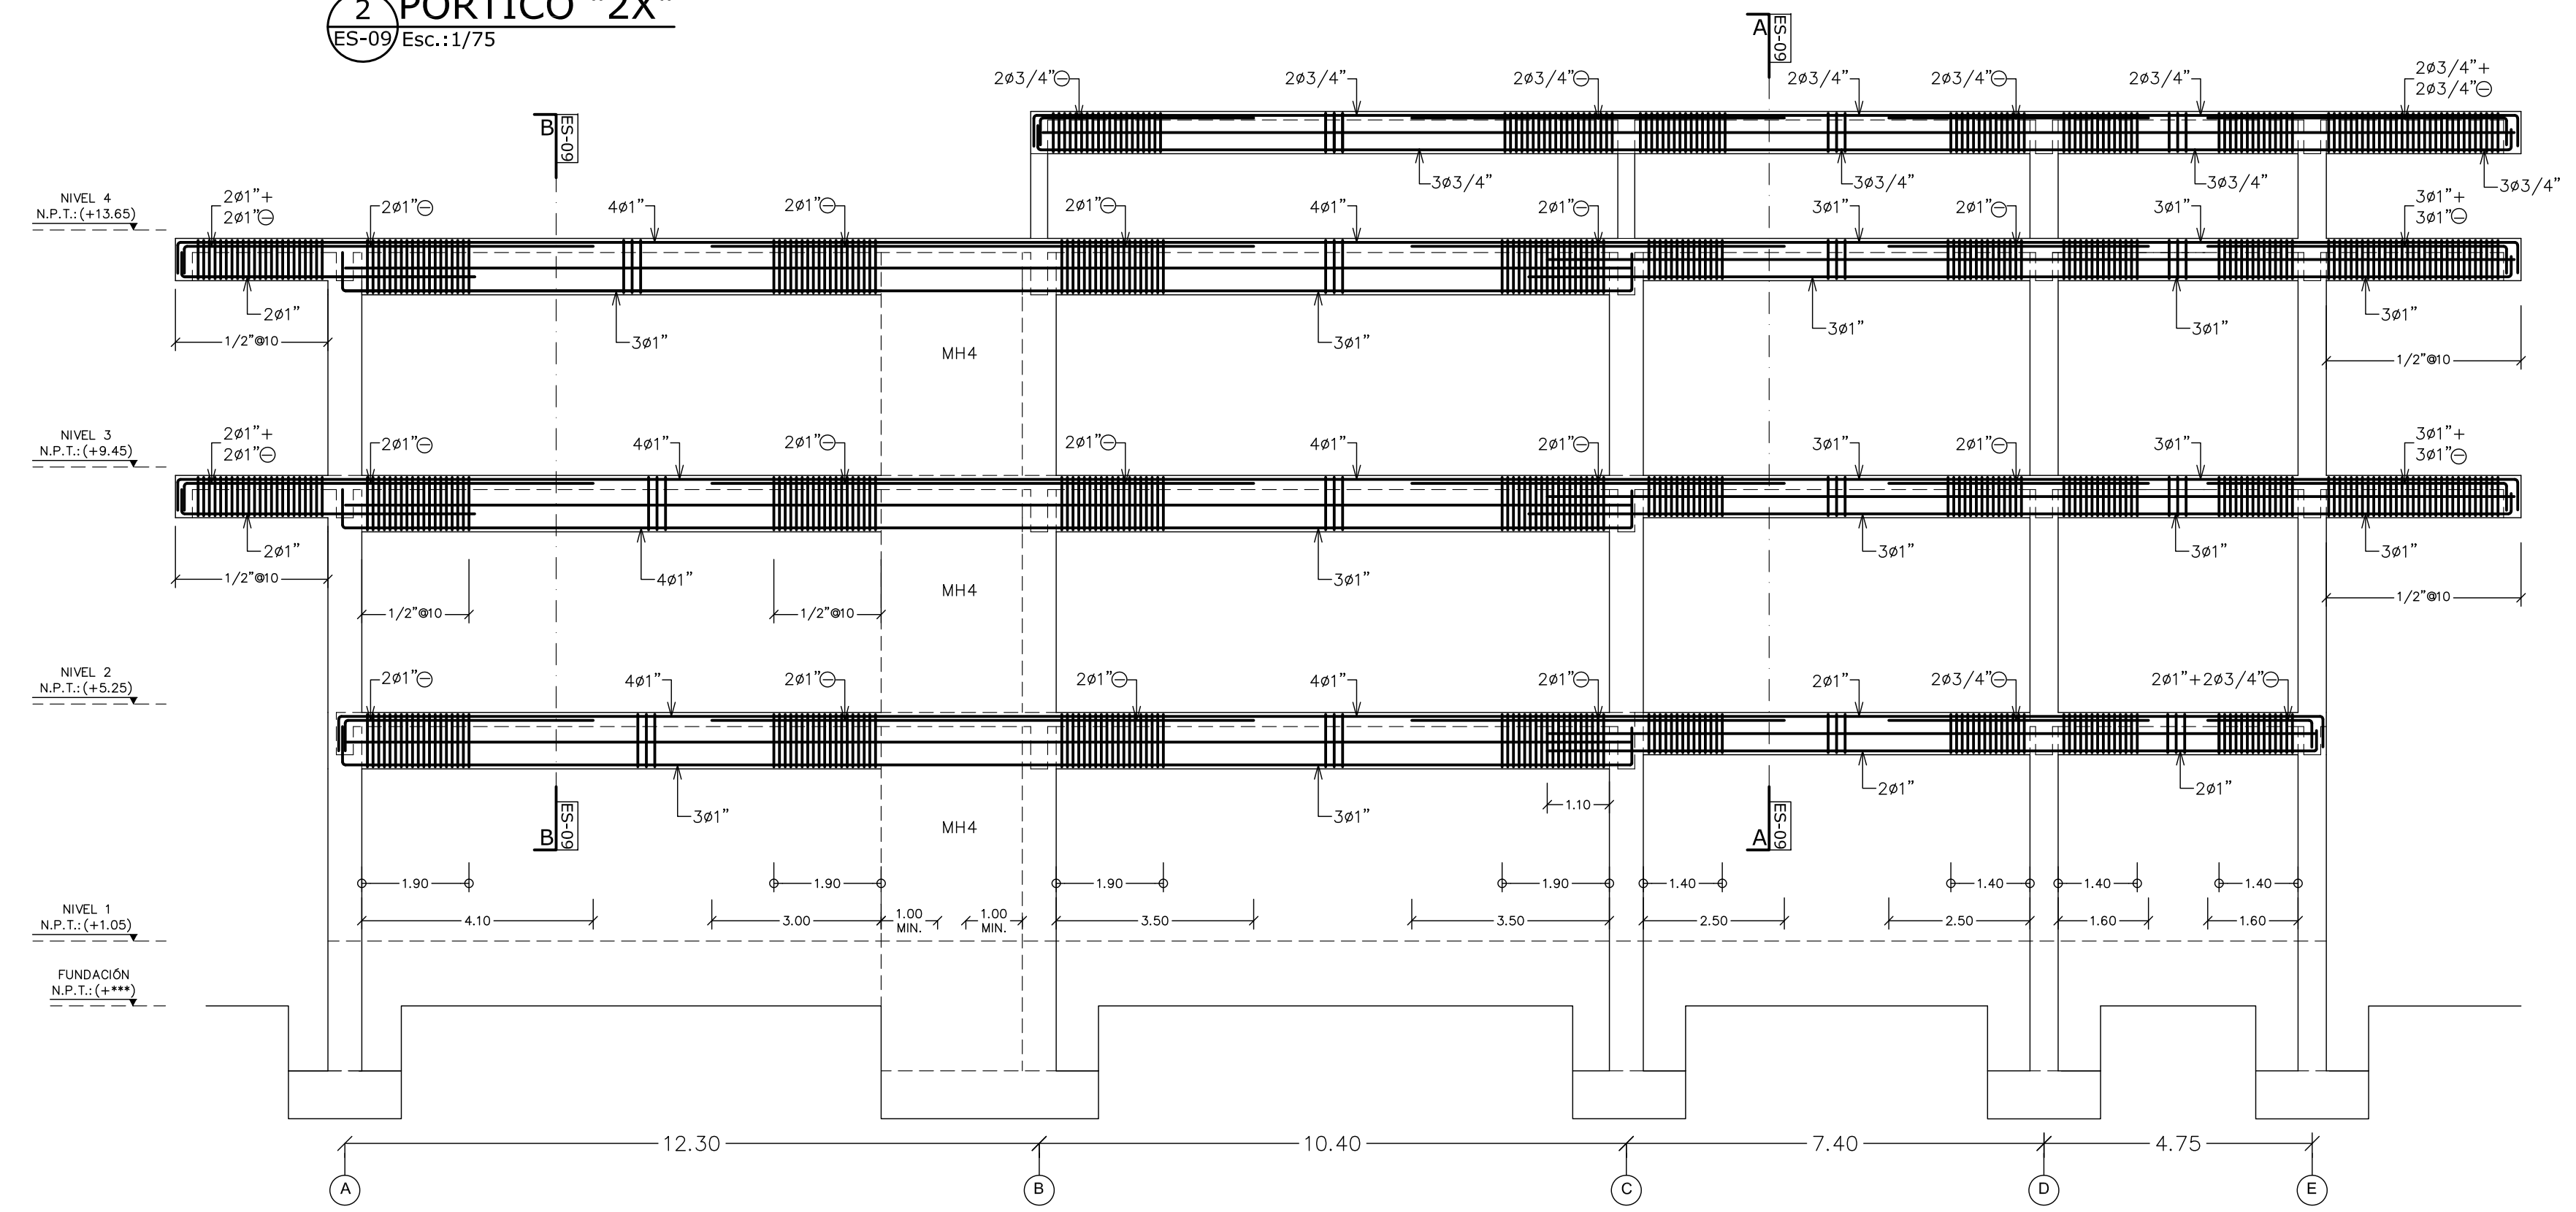 2 PÓRTICO "2X"
ES-09 Esc.:1/75
A ES-09
2ø3/4"⊖ 2ø3/4" 2ø3/4"⊖ 2ø3/4" 2ø3/4"⊖ 2ø3/4" 2ø3/4"+
2ø3/4"⊖
B ES-09
3ø3/4" 3ø3/4" 3ø3/4" 3ø3/4"
NIVEL 4
N.P.T.:(+13.65)
2ø1"+
2ø1"⊖
2ø1"⊖ 4ø1" 2ø1"⊖ 2ø1"⊖ 4ø1" 2ø1"⊖ 3ø1" 2ø1"⊖ 3ø1" 3ø1"+
3ø1"⊖
2ø1" 3ø1" 3ø1" 3ø1" 3ø1" 3ø1"
1/2"@10 1/2"@10
MH4
NIVEL 3
N.P.T.:(+9.45)
2ø1"+
2ø1"⊖
2ø1"⊖ 4ø1" 2ø1"⊖ 2ø1"⊖ 4ø1" 2ø1"⊖ 3ø1" 2ø1"⊖ 3ø1" 3ø1"+
3ø1"⊖
2ø1" 4ø1" 3ø1" 3ø1" 3ø1" 3ø1"
1/2"@10 MH4 1/2"@10
1/2"@10 1/2"@10
NIVEL 2
N.P.T.:(+5.25)
2ø1"⊖ 4ø1" 2ø1"⊖ 2ø1"⊖ 4ø1" 2ø1"⊖ 2ø1" 2ø3/4"⊖ 2ø1"+2ø3/4"⊖
3ø1" 3ø1" 2ø1" 2ø1"
1.10
B ES-09 MH4 A ES-09
1.90 1.90 1.90 1.90 1.40 1.40 1.40 1.40
NIVEL 1
N.P.T.:(+1.05)
4.10 3.00 1.00
MIN.
1.00
MIN.
3.50 3.50 2.50 2.50 1.60 1.60
FUNDACIÓN
N.P.T.:(+***)
12.30 10.40 7.40 4.75
A B C D E